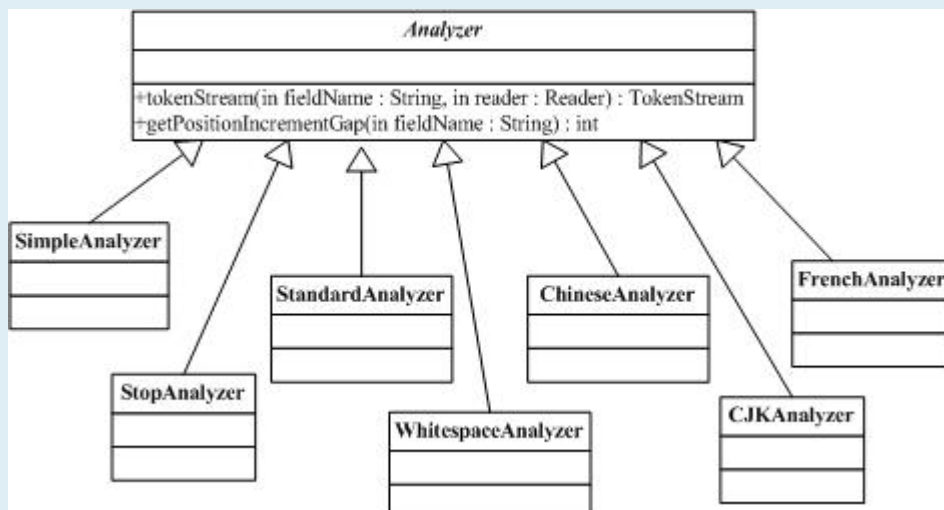 Analyzer
+tokenStream(in fieldName : String, in reader : Reader) : TokenStream
+getPositionIncrementGap(in fieldName : String) : int
SimpleAnalyzer
StandardAnalyzer
ChineseAnalyzer
FrenchAnalyzer
StopAnalyzer
WhitespaceAnalyzer
CJKAnalyzer